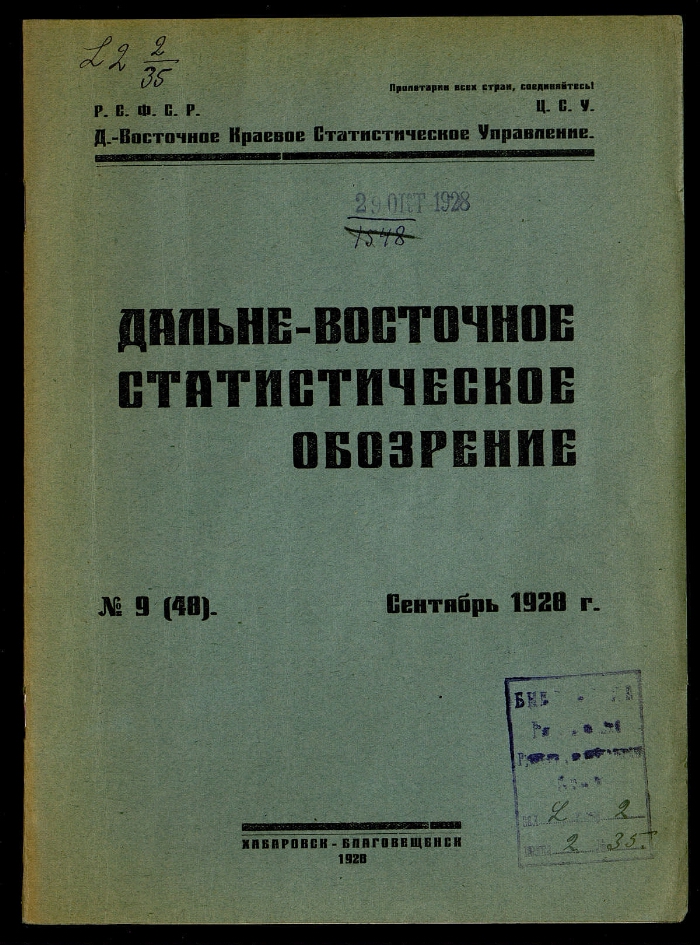 L2 2/35
Пролетарии всех стран, соединяйтесь!
Р. С. Ф. С. Р. Ц. С. У.
Д.-Восточное Краевое Статистическое Управление.
29 ОКТ 1928
1548
ДАЛЬНЕ-ВОСТОЧНОЕ
СТАТИСТИЧЕСКОЕ
ОБОЗРЕНИЕ
№ 9 (48).
Сентябрь 1928 г.
L 2
2 35.
ХАБАРОВСК - БЛАГОВЕЩЕНСК
1928